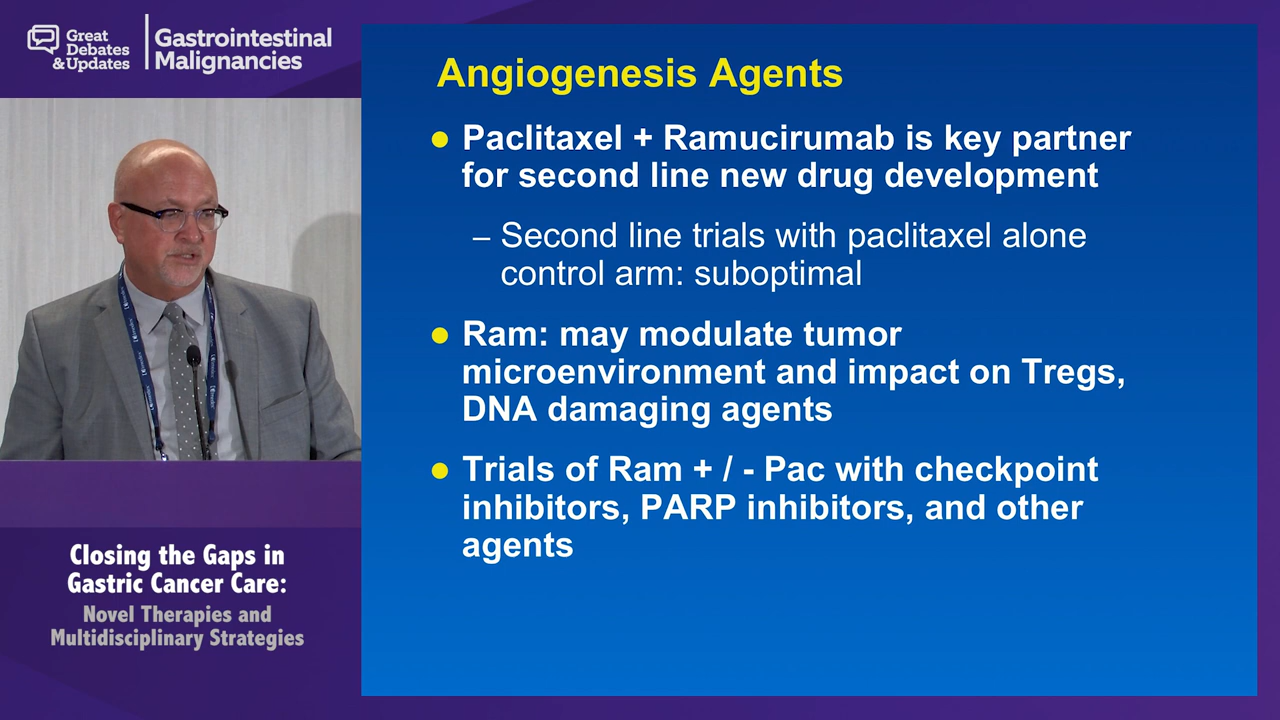 Great
Debates
& Updates
Gastrointestinal
Malignancies
Angiogenesis Agents
● Paclitaxel + Ramucirumab is key partner
for second line new drug development
– Second line trials with paclitaxel alone
control arm: suboptimal
● Ram: may modulate tumor
microenvironment and impact on Tregs,
DNA damaging agents
● Trials of Ram + / - Pac with checkpoint
inhibitors, PARP inhibitors, and other
agents
Closing the Gaps in
Gastric Cancer Care:
Novel Therapies and
Multidisciplinary Strategies